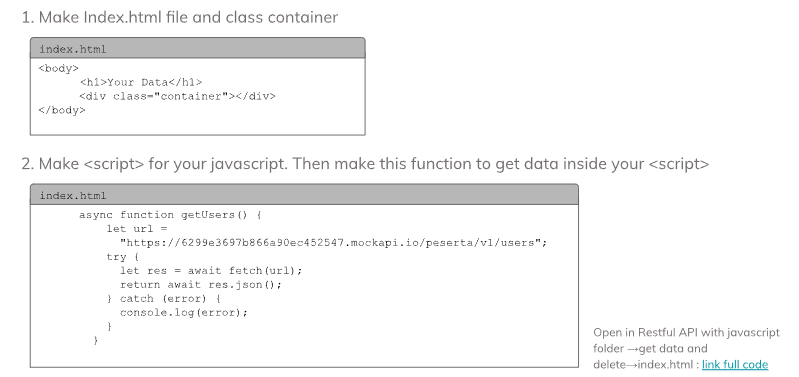 1. Make Index.html file and class container
index.html
<body>
<h1>Your Data</h1>
<div class="container"></div>
</body>
2. Make <script> for your javascript. Then make this function to get data inside your <script>
index.html
async function getUsers() {
let url =
"https://6299e3697b866a90ec452547.mockapi.io/peserta/v1/users";
try {
let res = await fetch(url);
return await res.json();
} catch (error) {
console.log(error);
}
}
Open in Restful API with javascript
folder →get data and
delete→index.html : link full code